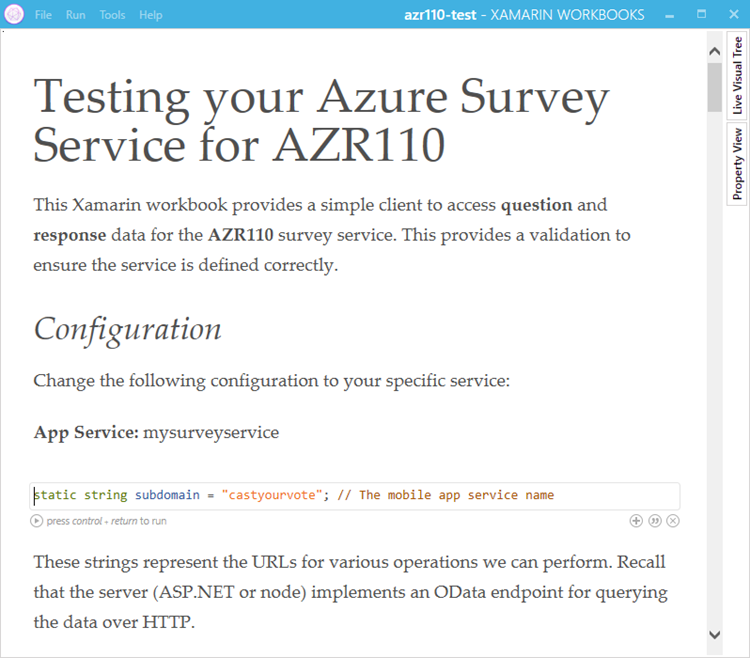 File Run Tools Help azr110-test - XAMARIN WORKBOOKS
Live Visual Tree
Property View
Testing your Azure Survey
Service for AZR110
This Xamarin workbook provides a simple client to access question and
response data for the AZR110 survey service. This provides a validation to
ensure the service is defined correctly.
Configuration
Change the following configuration to your specific service:
App Service: mysurveyservice
static string subdomain = "castyourvote"; // The mobile app service name
press control + return to run
These strings represent the URLs for various operations we can perform. Recall
that the server (ASP.NET or node) implements an OData endpoint for querying
the data over HTTP.